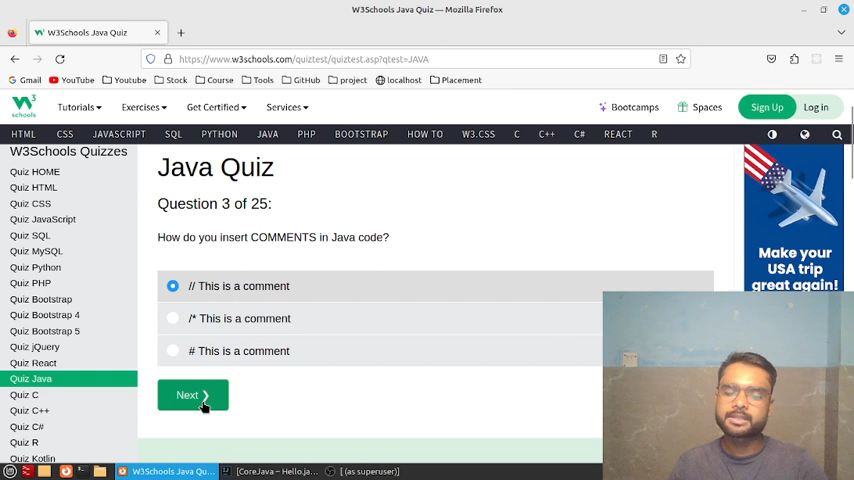 W3Schools Java Quiz — Mozilla Firefox
W3Schools Java Quiz
https://www.w3schools.com/quiztest/quiztest.asp?qtest=JAVA
Gmail YouTube Youtube Stock Course Tools GitHub project localhost Placement
W3 schools Tutorials Exercises Get Certified Services Bootcamps Spaces Sign Up Log in
HTML CSS JAVASCRIPT SQL PYTHON JAVA PHP BOOTSTRAP HOW TO W3.CSS C C++ C# REACT R
W3Schools Quizzes
Quiz HOME
Quiz HTML
Quiz CSS
Quiz JavaScript
Quiz SQL
Quiz MySQL
Quiz Python
Quiz PHP
Quiz Bootstrap
Quiz Bootstrap 4
Quiz Bootstrap 5
Quiz jQuery
Quiz React
Quiz Java
Quiz C
Quiz C++
Quiz C#
Quiz R
Quiz Kotlin
Java Quiz
Question 3 of 25:
How do you insert COMMENTS in Java code?
// This is a comment
/* This is a comment
# This is a comment
Next ❯
Make your
USA trip
great again!
W3Schools Java Qu... [CoreJava – Hello.ja... [ (as superuser)]